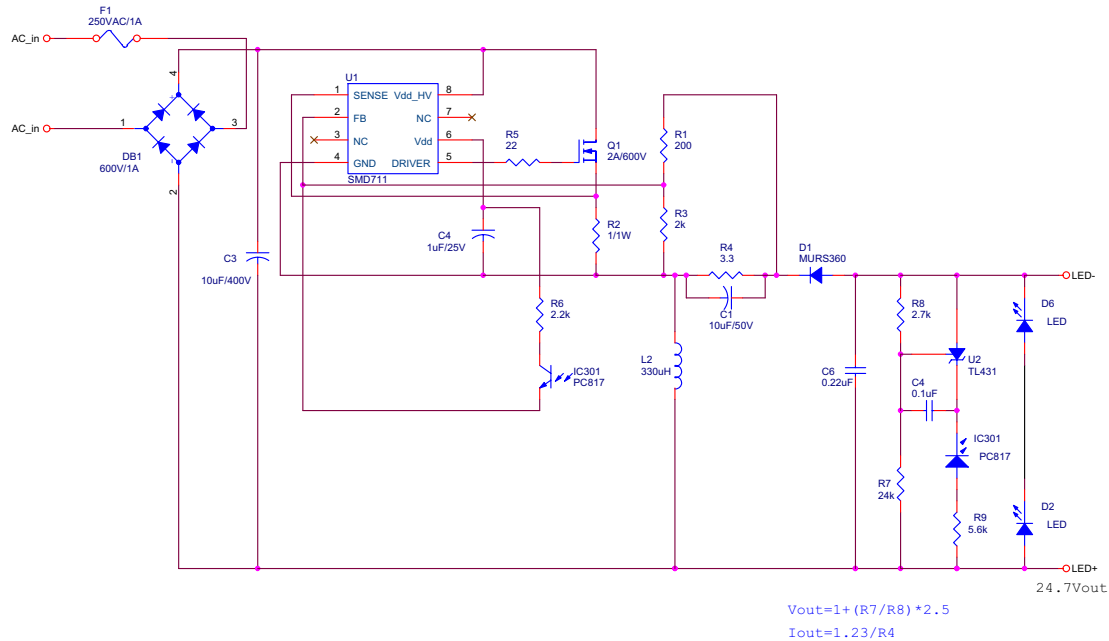 F1
250VAC/1A
AC_in
AC_in
4
1
3
2
DB1
600V/1A
C3
10uF/400V
U1
1 SENSE Vdd_HV 8
2 FB NC 7
3 NC Vdd 6
4 GND DRIVER 5
SMD711
R5
22
Q1
2A/600V
R1
200
R3
2k
R2
1/1W
C4
1uF/25V
R4
3.3
C1
10uF/50V
D1
MURS360
LED-
R6
2.2k
IC301
PC817
L2
330uH
C6
0.22uF
R8
2.7k
U2
TL431
C4
0.1uF
IC301
PC817
R7
24k
R9
5.6k
D6
LED
D2
LED
LED+
24.7Vout
Vout=1+(R7/R8)*2.5
Iout=1.23/R4